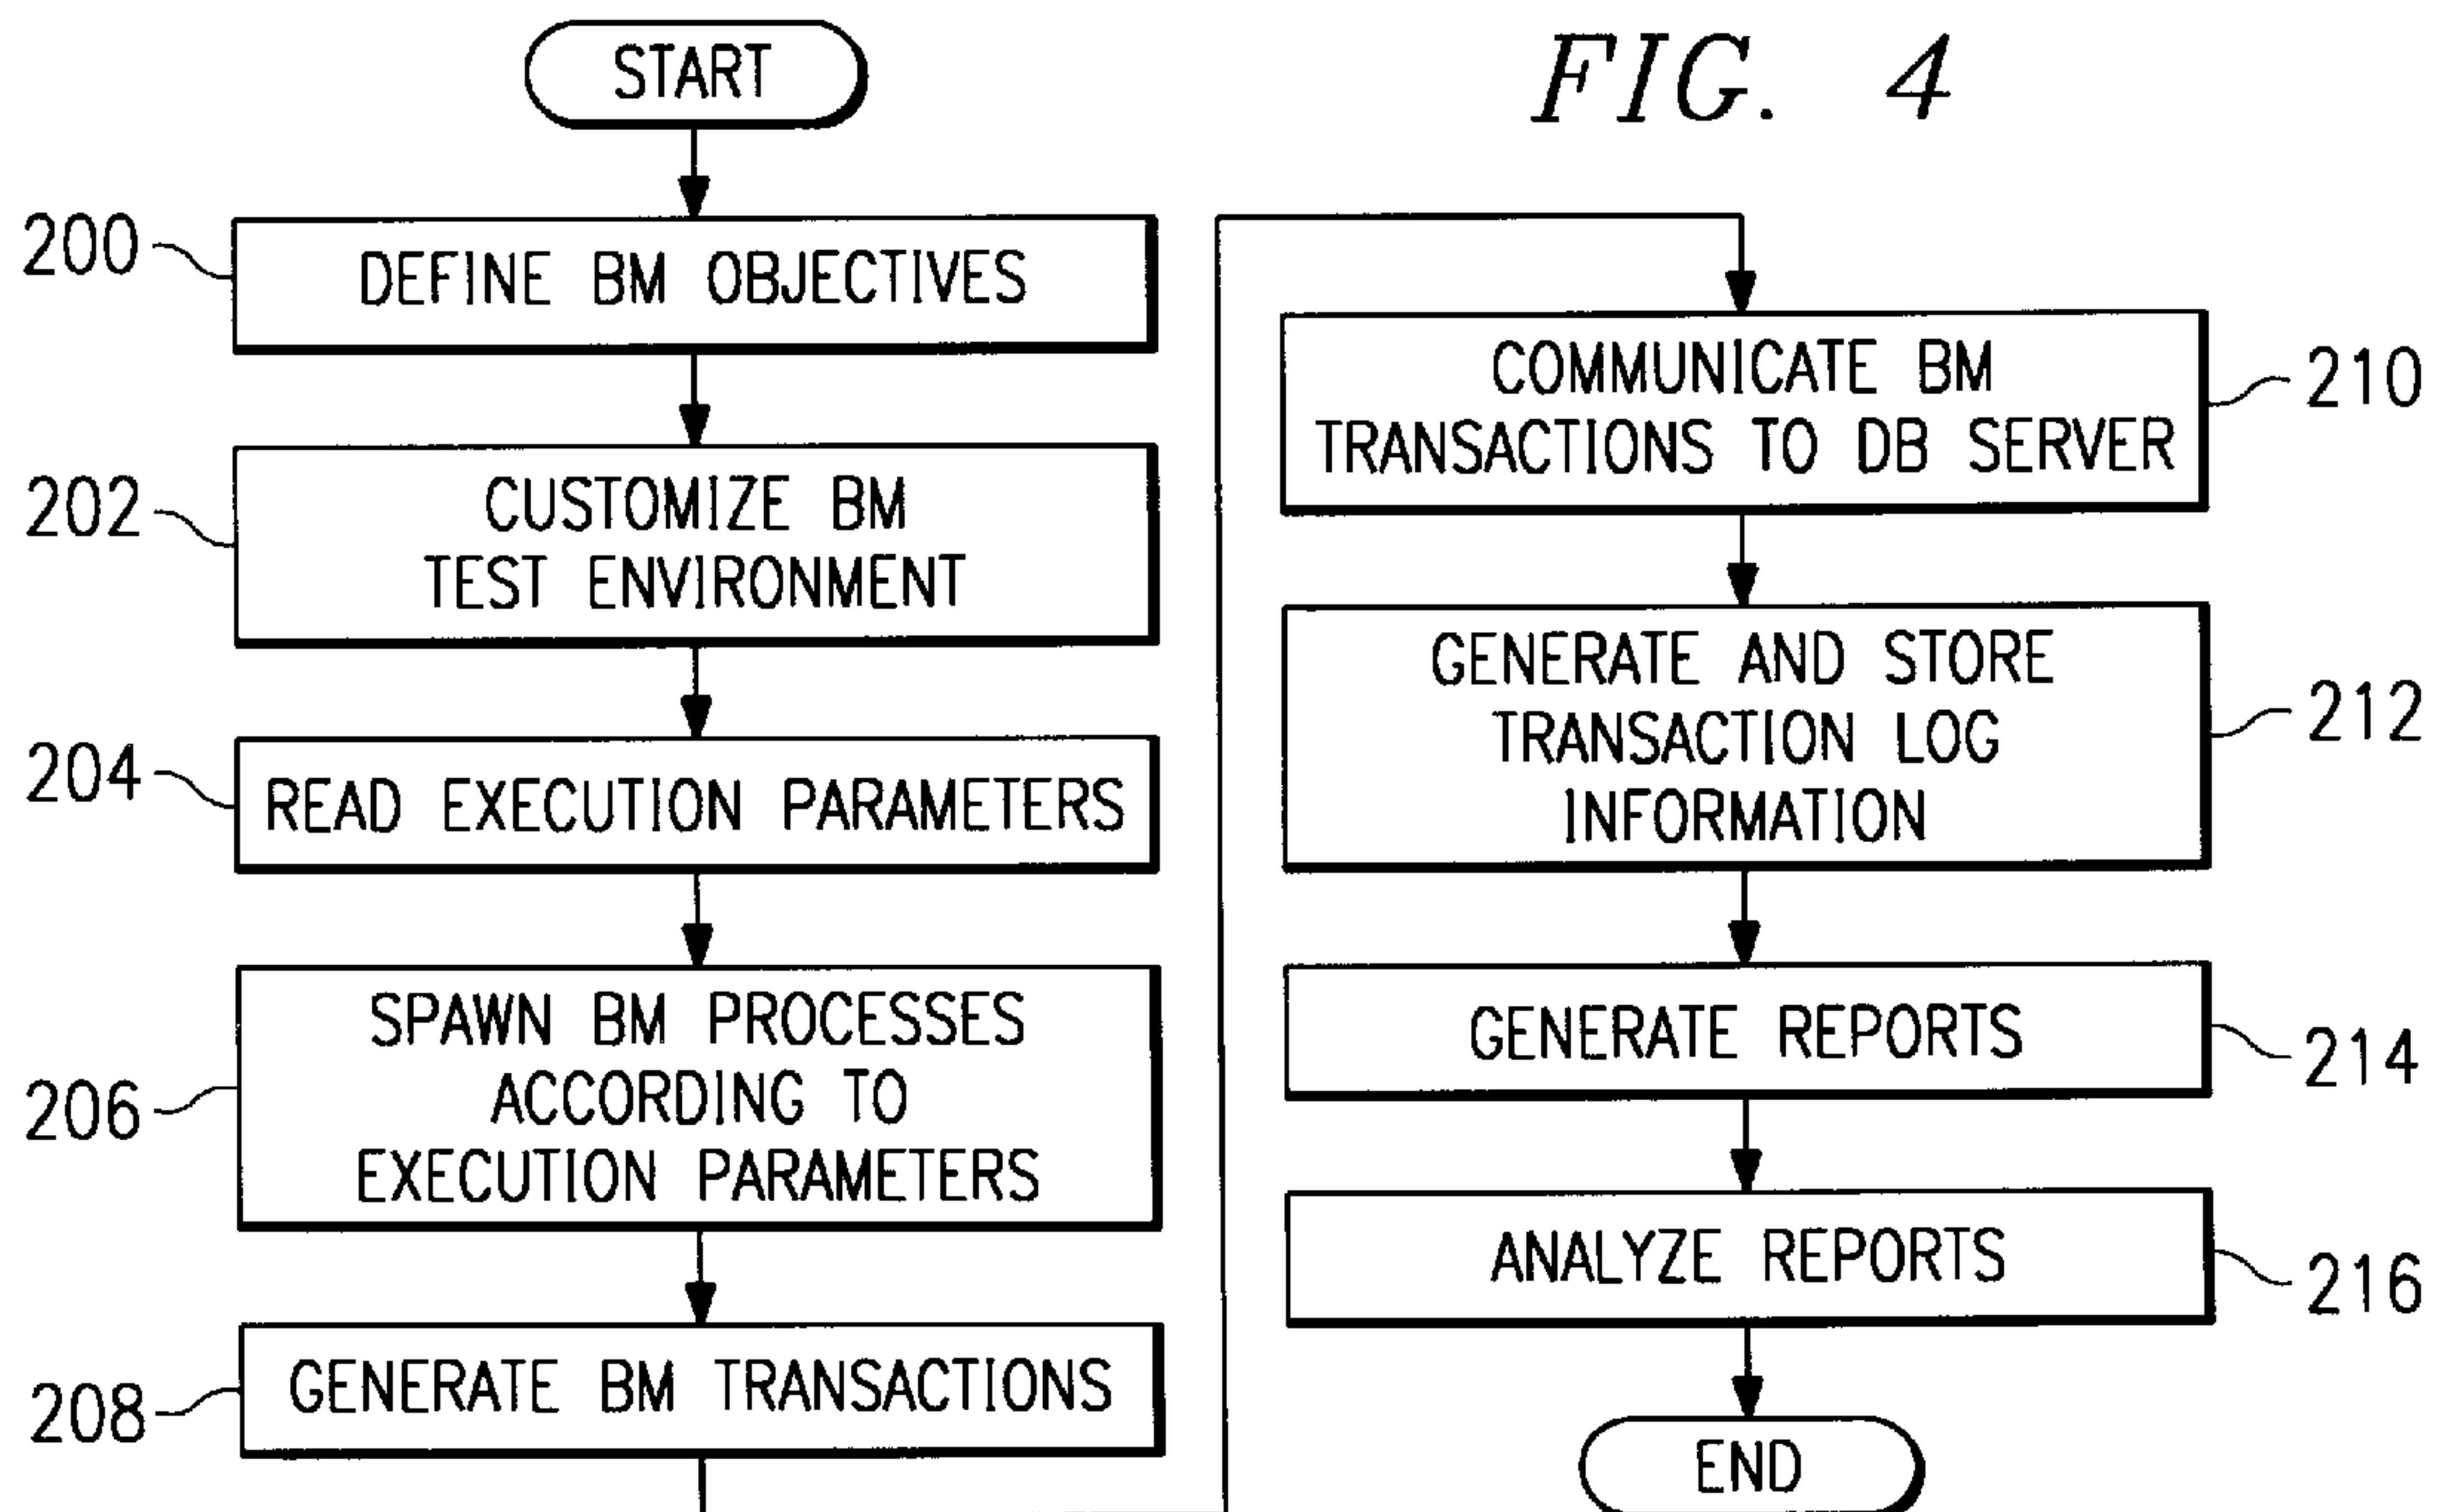 FIG. 4
START
200
DEFINE BM OBJECTIVES
202
CUSTOMIZE BM
TEST ENVIRONMENT
204
READ EXECUTION PARAMETERS
206
SPAWN BM PROCESSES
ACCORDING TO
EXECUTION PARAMETERS
208
GENERATE BM TRANSACTIONS
COMMUNICATE BM
TRANSACTIONS TO DB SERVER
210
GENERATE AND STORE
TRANSACTION LOG
INFORMATION
212
GENERATE REPORTS
214
ANALYZE REPORTS
216
END